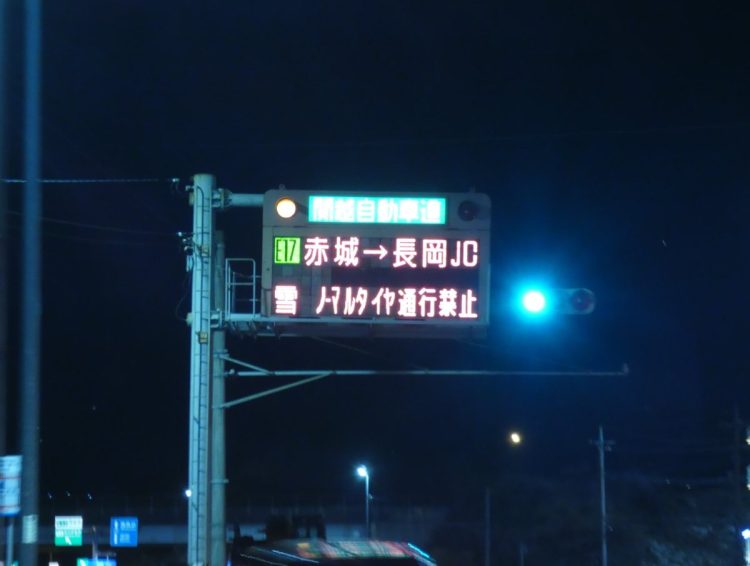 関越自動車道
E17 赤城→長岡JC
雪 ノーマルタイヤ通行禁止